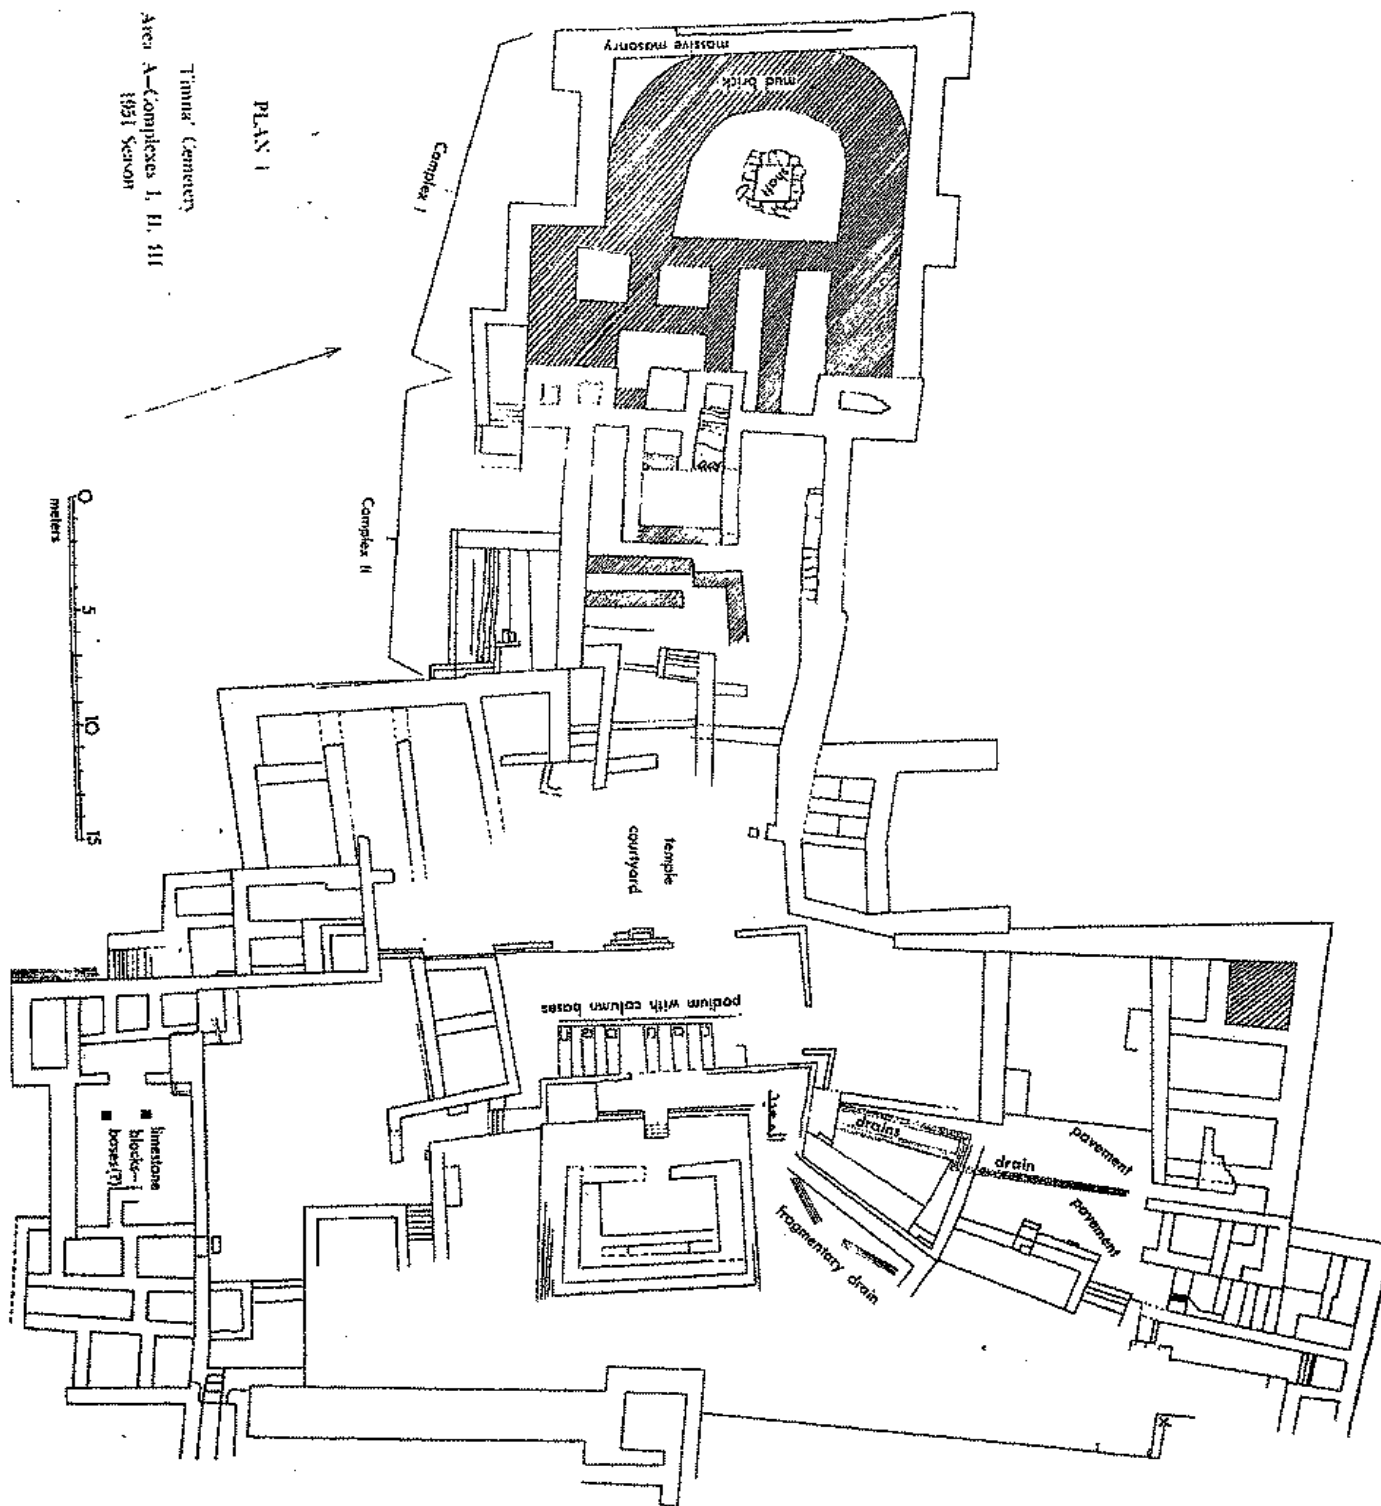 PLAN I
Timna' Cemetery
Area A—Complexes I, II, III
1951 Season
massive masonry
mud brick
shaft
Complex I
Complex II
0 5 10 15
meters
temple
courtyard
podium with column bases
limestone
blocks—
bases(?)
drains
drain
pavement
pavement
fragmentary drain